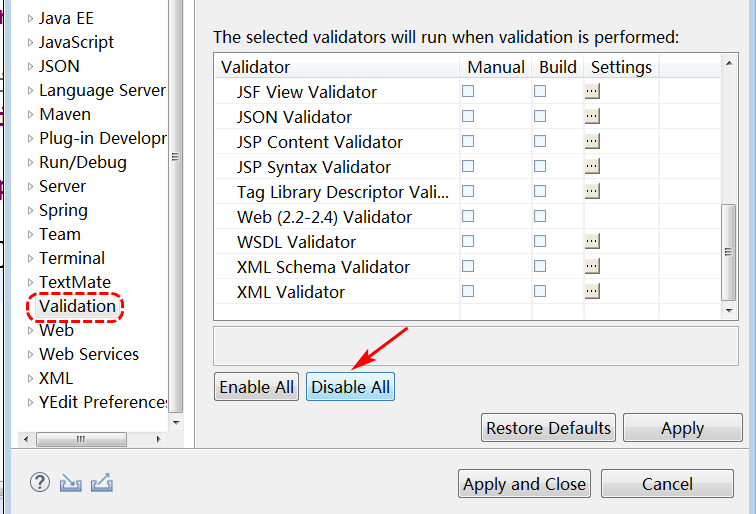 Java EE
JavaScript
JSON
Language Server
Maven
Plug-in Developr
Run/Debug
Server
Spring
Team
Terminal
TextMate
Validation
Web
Web Services
XML
YEdit Preference
The selected validators will run when validation is performed:
Validator Manual Build Settings
JSF View Validator ...
JSON Validator ...
JSP Content Validator ...
JSP Syntax Validator ...
Tag Library Descriptor Vali... ...
Web (2.2-2.4) Validator
WSDL Validator ...
XML Schema Validator ...
XML Validator ...
Enable All Disable All
Restore Defaults Apply
? Apply and Close Cancel